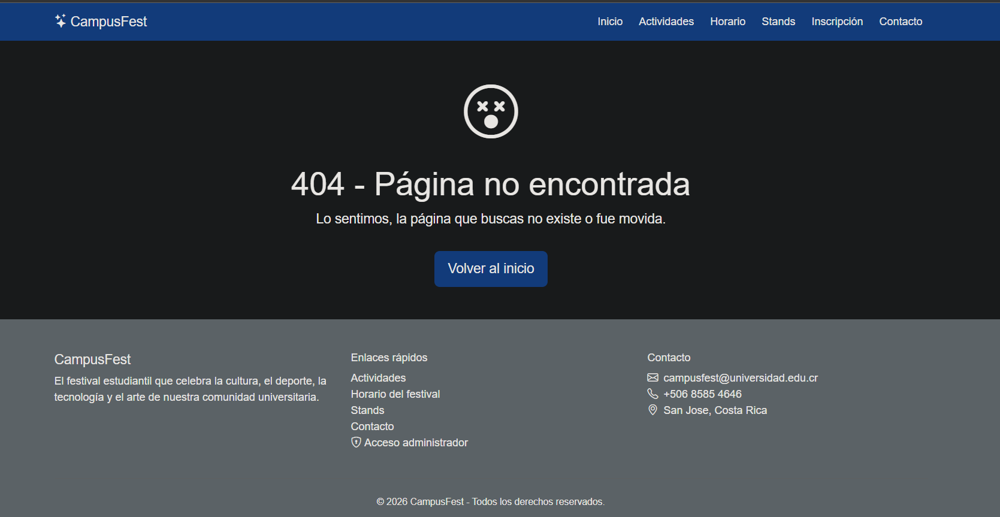 CampusFest
Inicio Actividades Horario Stands Inscripción Contacto
404 - Página no encontrada
Lo sentimos, la página que buscas no existe o fue movida.
Volver al inicio
CampusFest
El festival estudiantil que celebra la cultura, el deporte, la
tecnología y el arte de nuestra comunidad universitaria.
Enlaces rápidos
Actividades
Horario del festival
Stands
Contacto
Acceso administrador
Contacto
campusfest@universidad.edu.cr
+506 8585 4646
San Jose, Costa Rica
© 2026 CampusFest - Todos los derechos reservados.